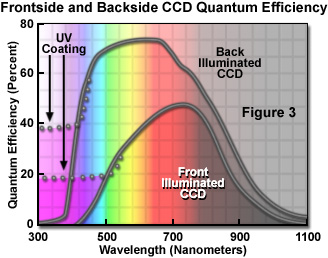 Frontside and Backside CCD Quantum Efficiency
UV
Coating
Back
Illuminated
CCD
Figure 3
Front
Illuminated
CCD
Quantum Efficiency (Percent)
80
60
40
20
0
300
500
700
900
1100
Wavelength (Nanometers)